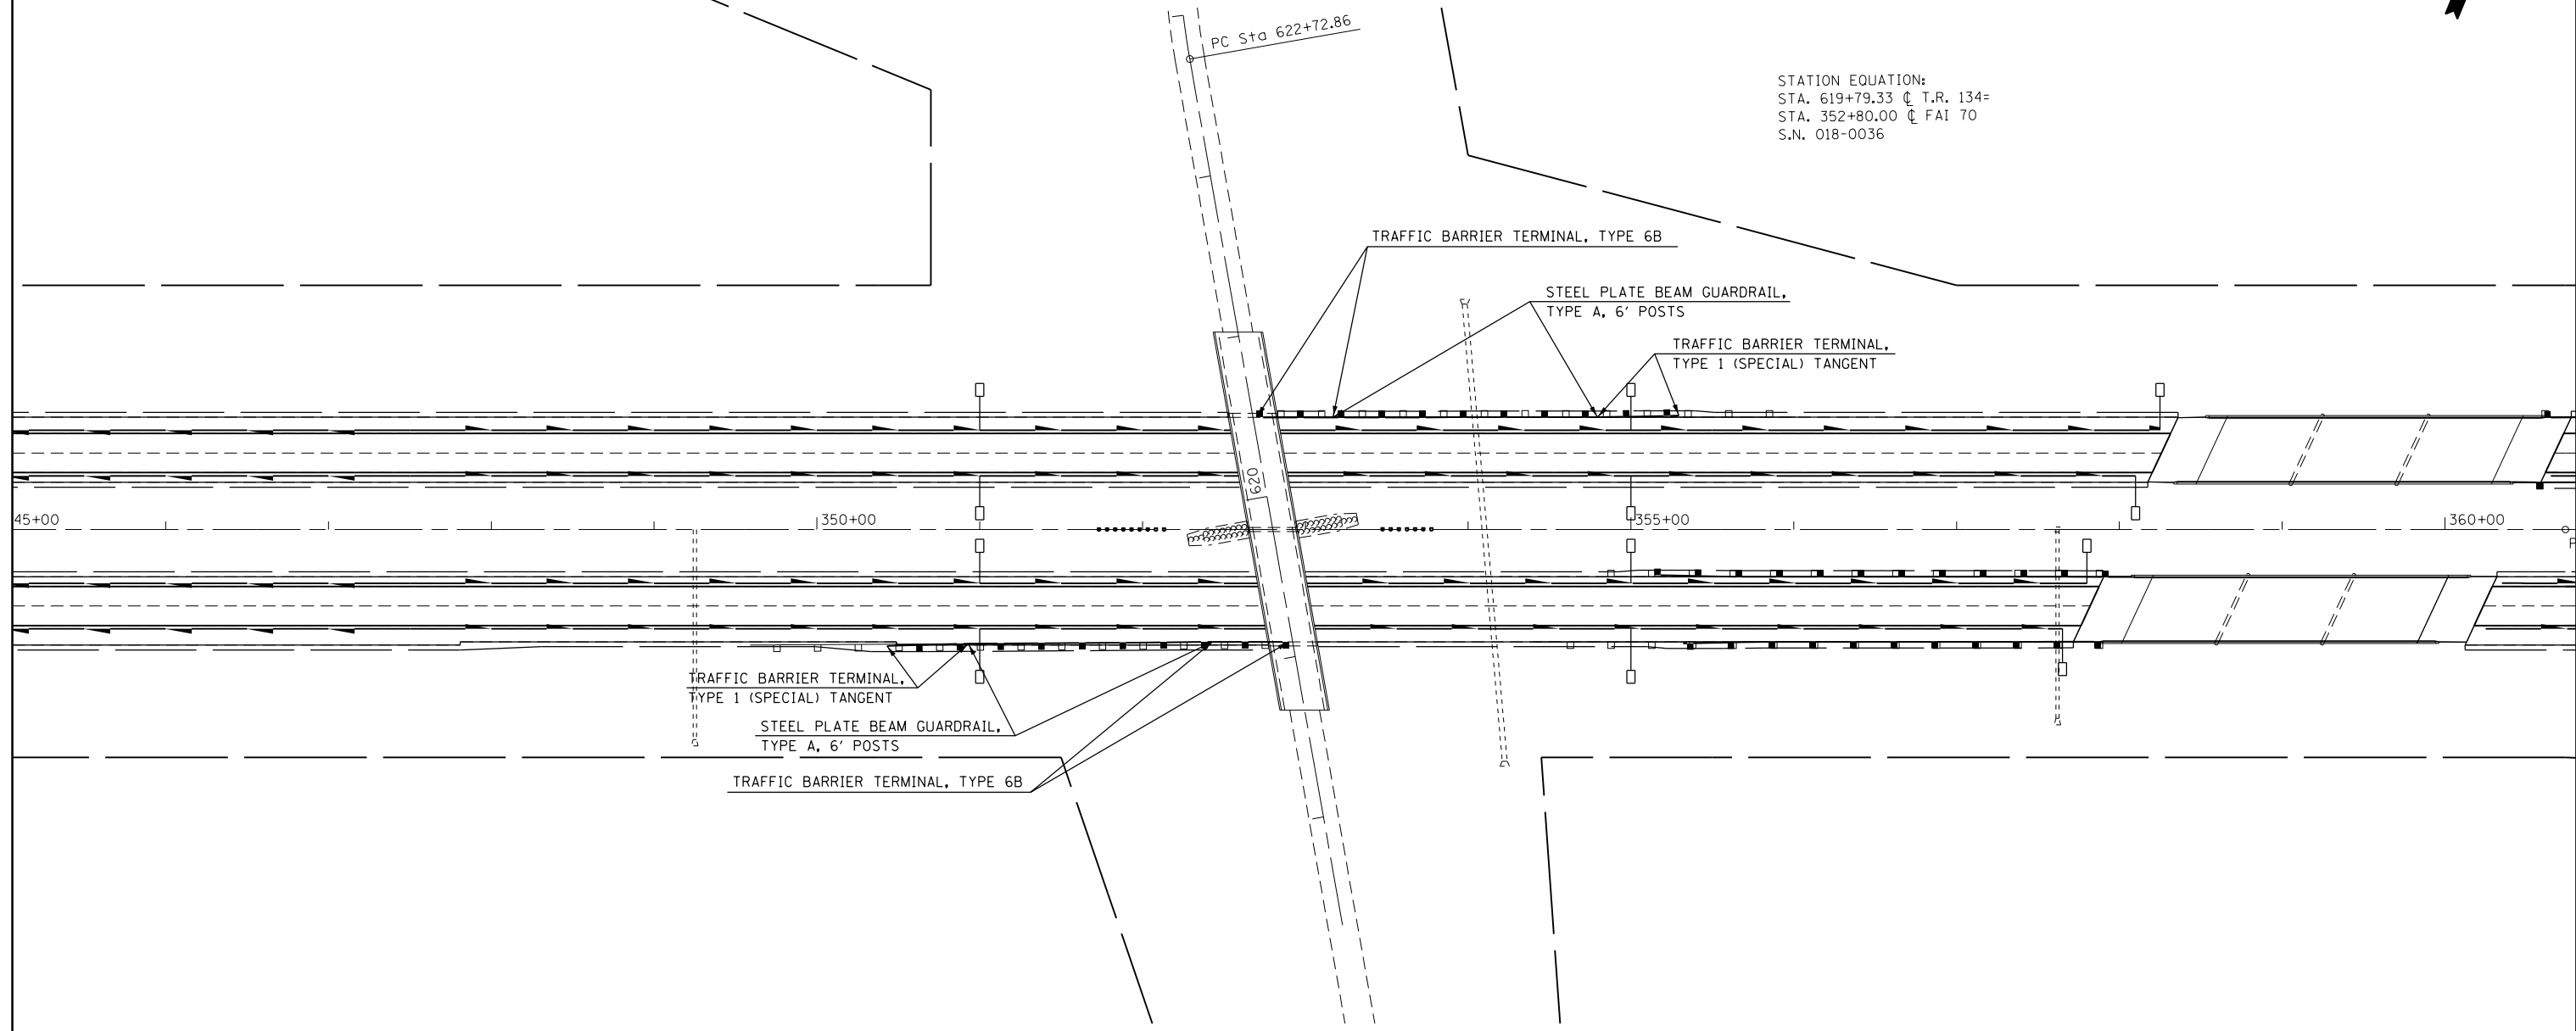 PC Sta 622+72.86
STATION EQUATION:
STA. 619+79.33 ℄ T.R. 134=
STA. 352+80.00 ℄ FAI 70
S.N. 018-0036
TRAFFIC BARRIER TERMINAL, TYPE 6B
STEEL PLATE BEAM GUARDRAIL,
TYPE A, 6' POSTS
TRAFFIC BARRIER TERMINAL,
TYPE 1 (SPECIAL) TANGENT
620
45+00
350+00
355+00
360+00
P
TRAFFIC BARRIER TERMINAL,
TYPE 1 (SPECIAL) TANGENT
STEEL PLATE BEAM GUARDRAIL,
TYPE A, 6' POSTS
TRAFFIC BARRIER TERMINAL, TYPE 6B